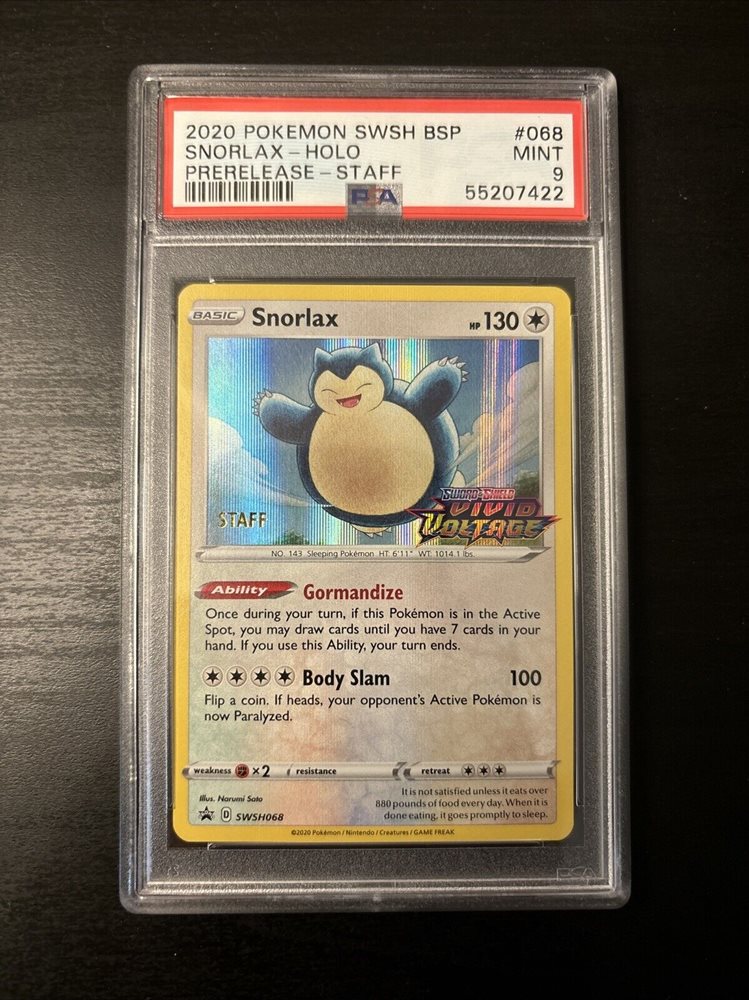 2020 POKEMON SWSH BSP #068
SNORLAX - HOLO MINT
PRERELEASE - STAFF 9
PSA 55207422
BASIC Snorlax HP 130
STAFF
SWORD & SHIELD
VIVID
VOLTAGE
NO. 143 Sleeping Pokémon HT: 6'11" WT: 1014.1 lbs.
Ability Gormandize
Once during your turn, if this Pokémon is in the Active
Spot, you may draw cards until you have 7 cards in your
hand. If you use this Ability, your turn ends.
Body Slam 100
Flip a coin. If heads, your opponent's Active Pokémon is
now Paralyzed.
weakness ×2 resistance retreat
Illus. Narumi Sato
It is not satisfied unless it eats over
880 pounds of food every day. When it is
done eating, it goes promptly to sleep.
D SWSH068
©2020 Pokémon / Nintendo / Creatures / GAME FREAK
PSA